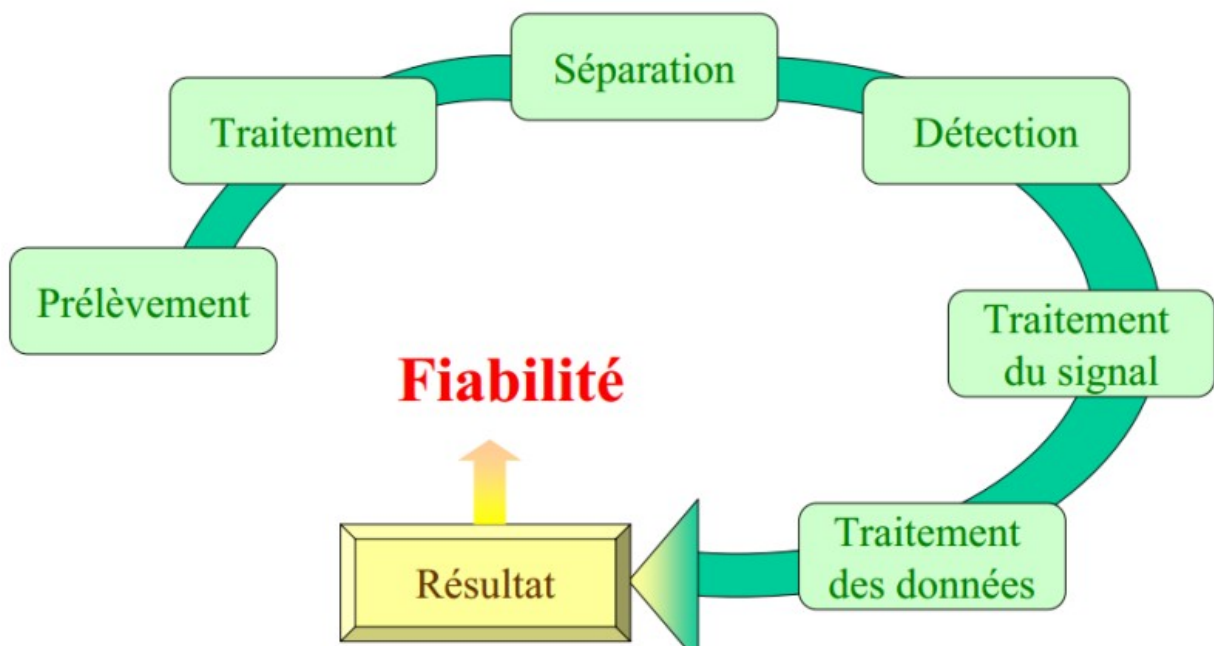 Prélèvement
Traitement
Séparation
Détection
Traitement
du signal
Traitement
des données
Résultat
Fiabilité